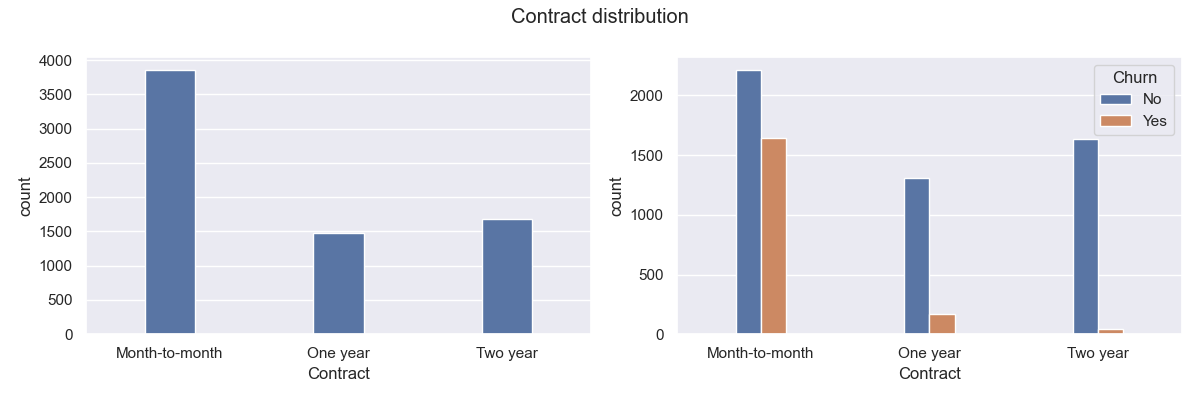 Contract distribution
4000
3500
3000
2500
2000
1500
1000
500
0
count
Month-to-month One year Two year
Contract
2000
1500
1000
500
0
count
Month-to-month One year Two year
Contract
Churn
No
Yes